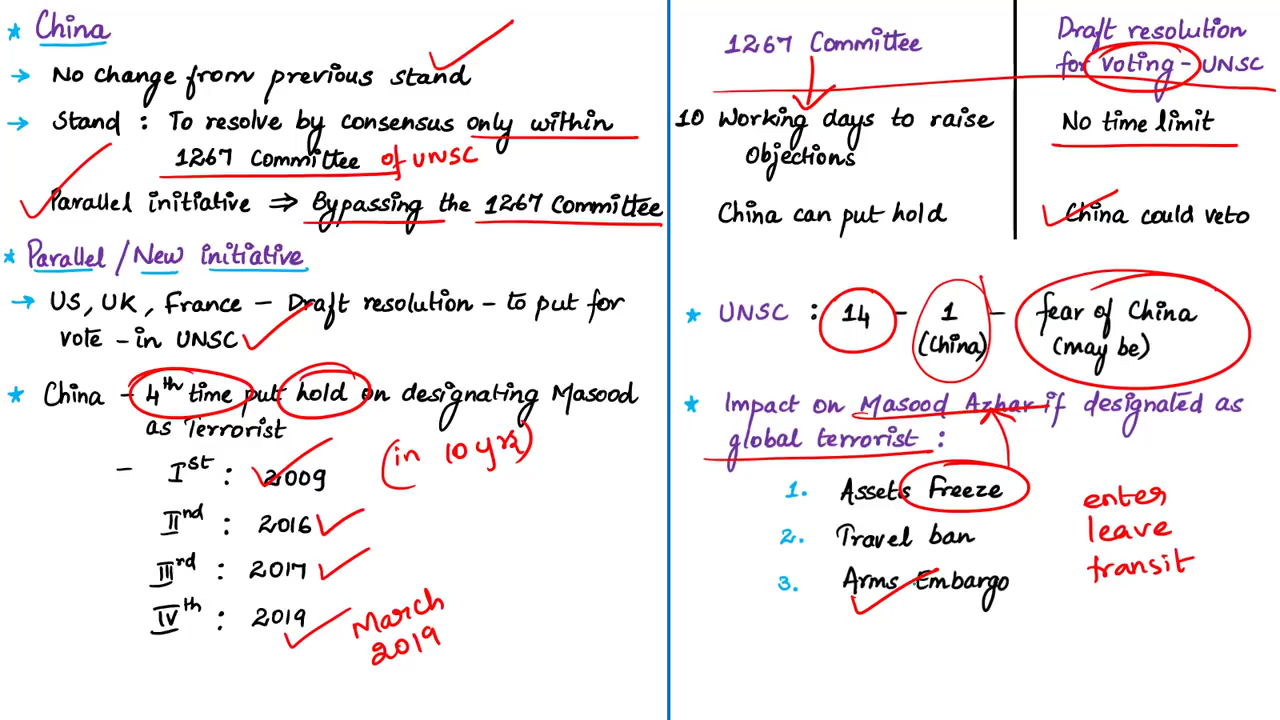 * China
→ No change from previous stand
→ Stand : To resolve by consensus only within
1267 Committee of UNSC
Parallel initiative ⇒ Bypassing the 1267 Committee
* Parallel / New initiative
→ US, UK, France – Draft resolution – to put for
vote – in UNSC
* China – 4th time put hold on designating Masood
as Terrorist
(in 10 yrs)
– Ist : 2009
IInd : 2016
IIIrd : 2017
IVth : 2019
March
2019
1267 Committee
Draft resolution
for voting – UNSC
10 Working days to raise
Objections
No time limit
China can put hold
China could veto
* UNSC : 14 – 1 – fear of China
(China) (may be)
* Impact on Masood Azhar if designated as
global terrorist :
1. Assets Freeze
2. Travel ban
3. Arms Embargo
enter
leave
transit